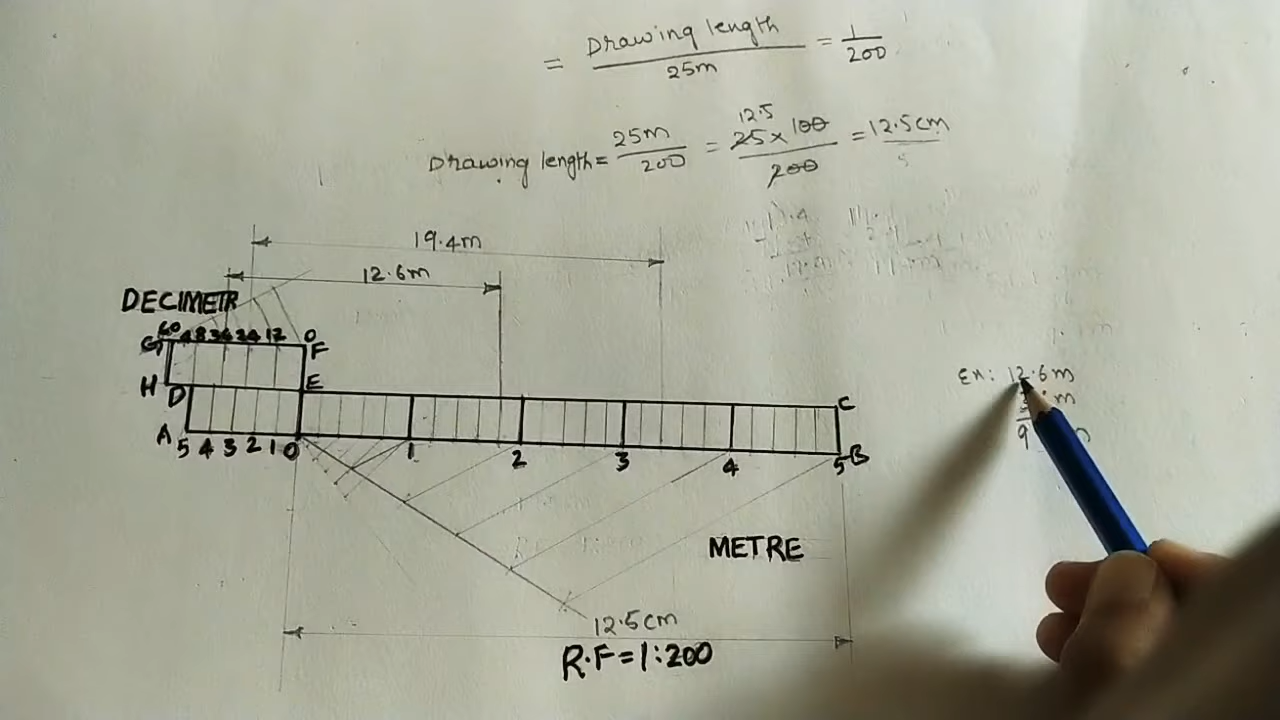 = Drawing length / 25m = 1/200
Drawing length = 25m/200 = 12.5 25×100/200 = 12.5cm
19.4m
12.6m
DECIMETR
G 60 48 36 24 12 0 F
H D E C
A 5 4 3 2 1 0 1 2 3 4 5 B
Ex: 12.6m
m
9
METRE
12.5cm
R.F=1:200